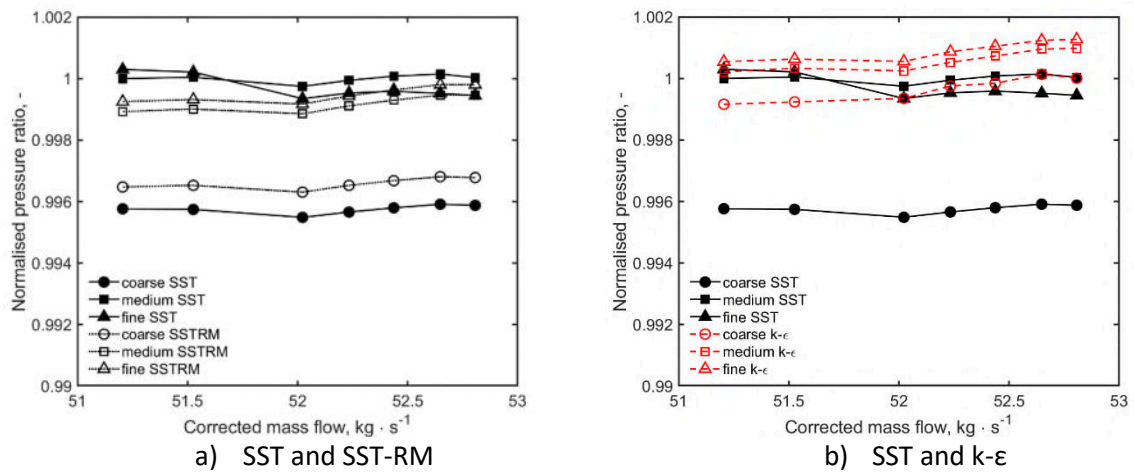 1.002
1
0.998
0.996
0.994
0.992
0.99
Normalised pressure ratio, -
coarse SST
medium SST
fine SST
coarse SSTRM
medium SSTRM
fine SSTRM
51
51.5
52
52.5
53
Corrected mass flow, kg · s⁻¹
a) SST and SST-RM
1.002
1
0.998
0.996
0.994
0.992
0.99
Normalised pressure ratio, -
coarse SST
medium SST
fine SST
coarse k-ϵ
medium k-ϵ
fine k-ϵ
51
51.5
52
52.5
53
Corrected mass flow, kg · s⁻¹
b) SST and k-ε